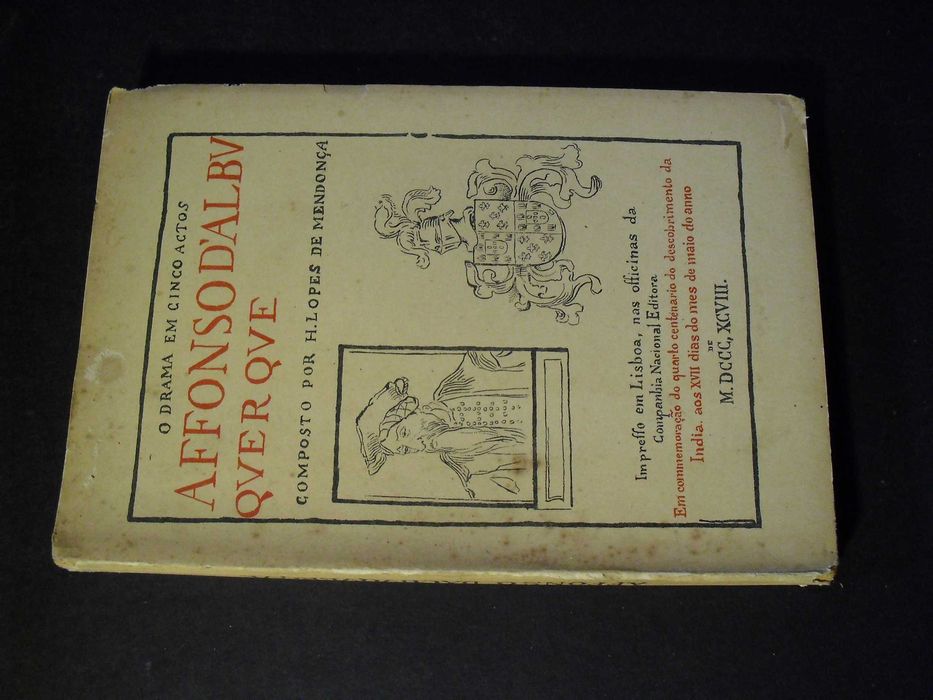 O DRAMA EM CINCO ACTOS
AFFONSO D'ALBV
QVERQVE
COMPOSTO POR H. LOPES DE MENDONÇA
Impresso em Lisboa, nas officinas da
Companhia Nacional Editora
Em commemoração do quarto centenario do descobrimento da
India. aos XVII dias do mes de maio do anno
DE
M.DCCC,XCVIII.